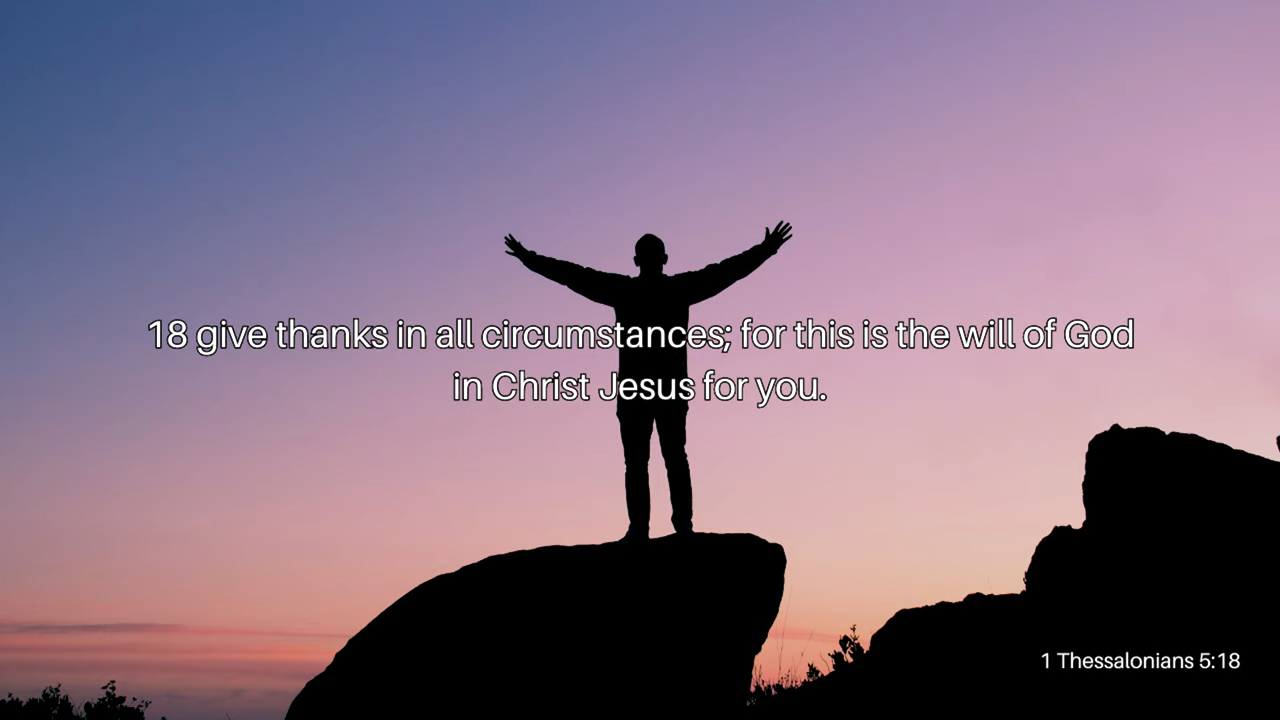 18 give thanks in all circumstances; for this is the will of God
in Christ Jesus for you.
1 Thessalonians 5:18